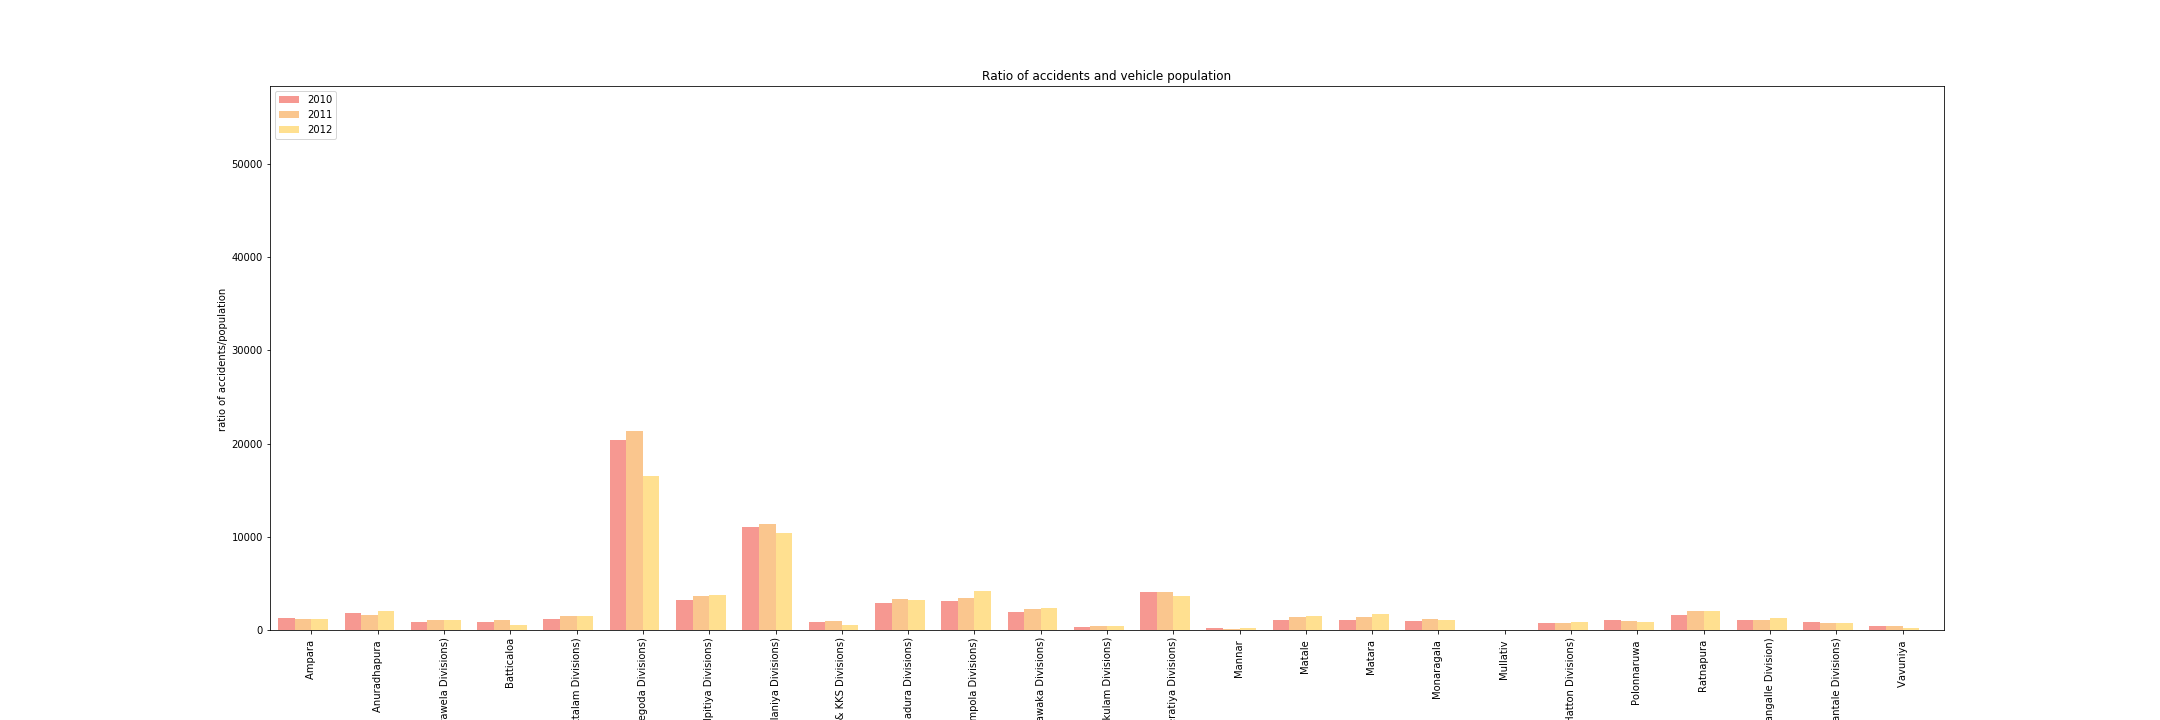 Ratio of accidents and vehicle population
2010
2011
2012
50000
40000
30000
20000
10000
0
ratio of accidents/population
Ampara
Anuradhapura
awela Divisions)
Batticaloa
ttalam Divisions)
egoda Divisions)
lpitiya Divisions)
laniya Divisions)
& KKS Divisions)
adura Divisions)
mpola Divisions)
awaka Divisions)
kulam Divisions)
eratiya Divisions)
Mannar
Matale
Matara
Monaragala
Mullativ
Hatton Divisions)
Polonnaruwa
Ratnapura
angalle Division)
antale Divisions)
Vavuniya